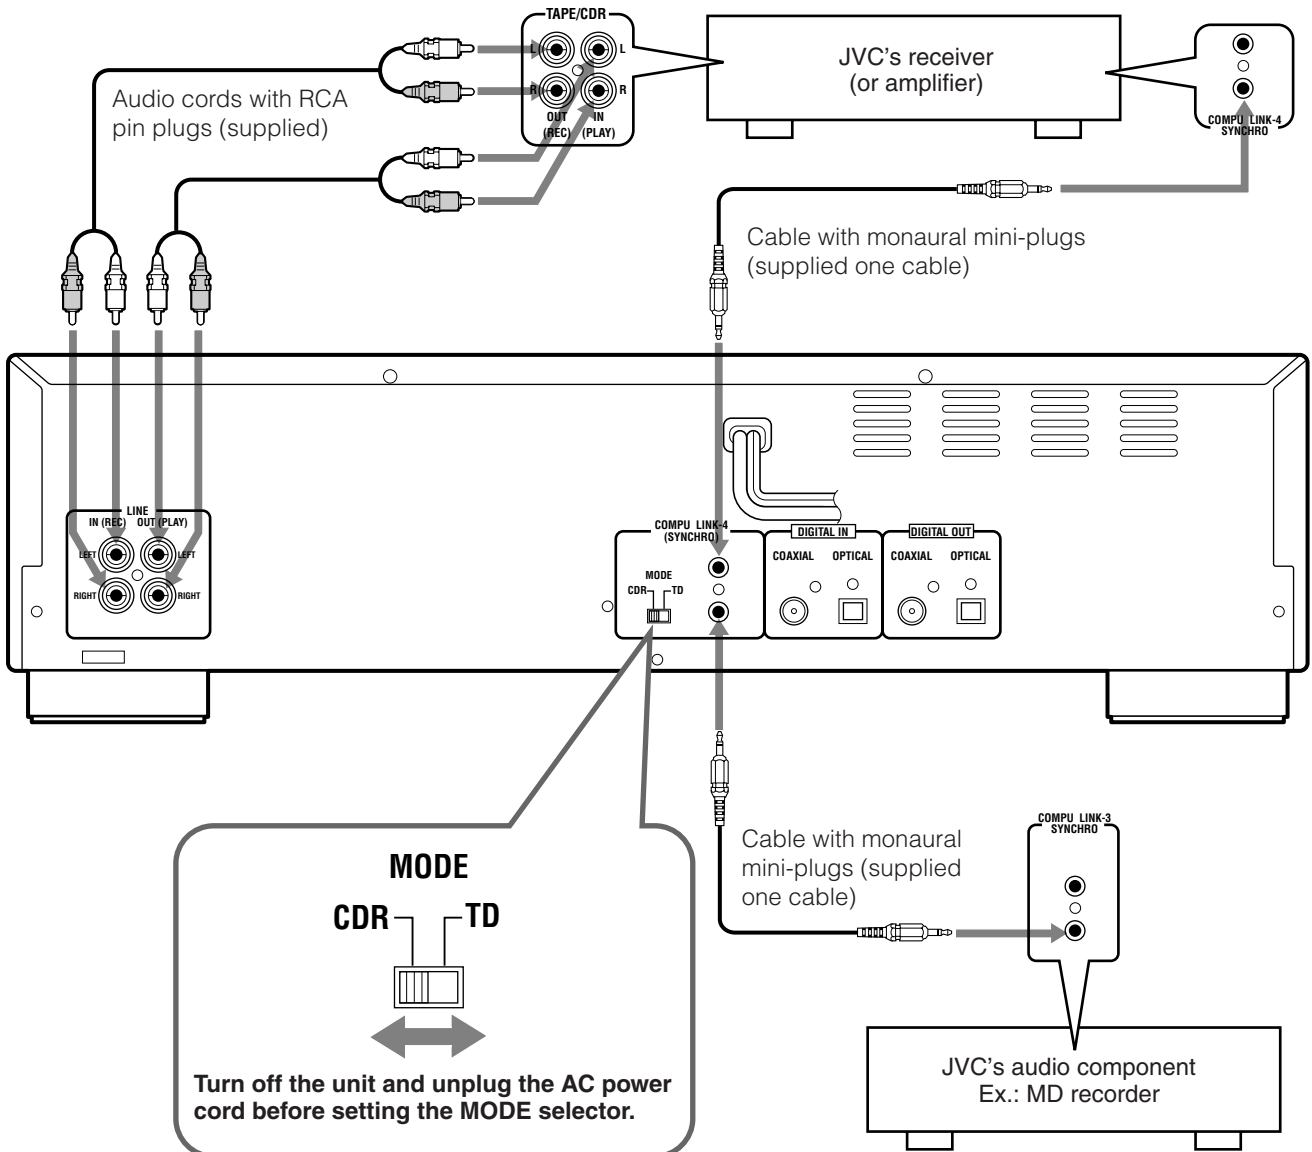 TAPE/CDR
L
L
R
R
OUT
(REC)
IN
(PLAY)
JVC's receiver
(or amplifier)
COMPU LINK-4
SYNCHRO
Audio cords with RCA
pin plugs (supplied)
Cable with monaural mini-plugs
(supplied one cable)
LINE
IN (REC) OUT (PLAY)
LEFT
LEFT
RIGHT
RIGHT
COMPU LINK-4
(SYNCHRO)
MODE
CDR
TD
DIGITAL IN
COAXIAL OPTICAL
DIGITAL OUT
COAXIAL OPTICAL
MODE
CDR
TD
Turn off the unit and unplug the AC power
cord before setting the MODE selector.
Cable with monaural
mini-plugs (supplied
one cable)
COMPU LINK-3
SYNCHRO
JVC's audio component
Ex.: MD recorder